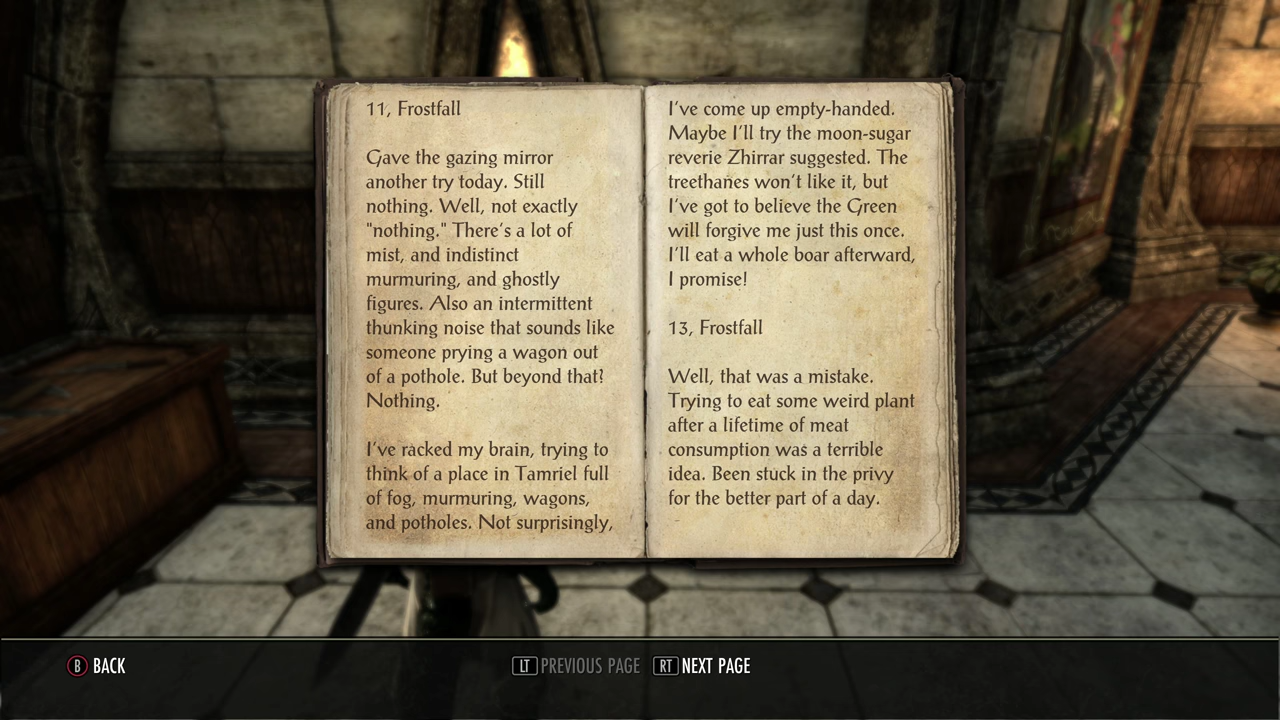 11, Frostfall
Gave the gazing mirror
another try today. Still
nothing. Well, not exactly
"nothing." There's a lot of
mist, and indistinct
murmuring, and ghostly
figures. Also an intermittent
thunking noise that sounds like
someone prying a wagon out
of a pothole. But beyond that?
Nothing.
I've racked my brain, trying to
think of a place in Tamriel full
of fog, murmuring, wagons,
and potholes. Not surprisingly,
I've come up empty-handed.
Maybe I'll try the moon-sugar
reverie Zhirrar suggested. The
treethanes won't like it, but
I've got to believe the Green
will forgive me just this once.
I'll eat a whole boar afterward,
I promise!
13, Frostfall
Well, that was a mistake.
Trying to eat some weird plant
after a lifetime of meat
consumption was a terrible
idea. Been stuck in the privy
for the better part of a day.
B BACK
LT PREVIOUS PAGE RT NEXT PAGE